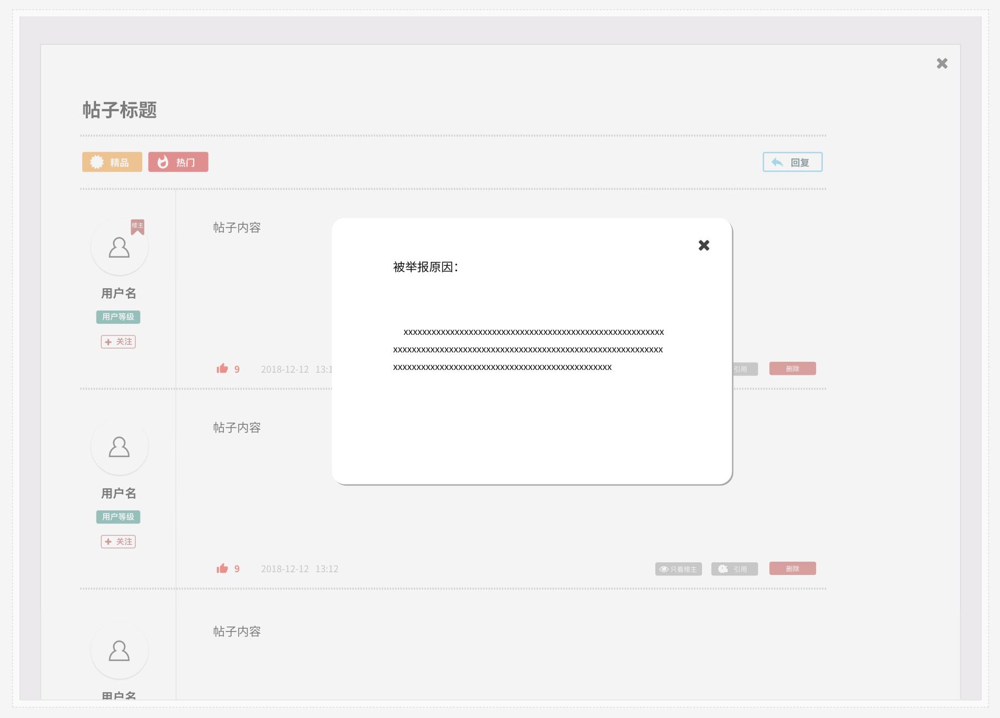 帖子标题
精品 热门 回复
楼主
帖子内容
被举报原因：
用户名
用户等级
xxxxxxxxxxxxxxxxxxxxxxxxxxxxxxxxxxxxxxxxxxxxxxxxxxxxxxxx
关注
xxxxxxxxxxxxxxxxxxxxxxxxxxxxxxxxxxxxxxxxxxxxxxxxxxxxxxxxxx
xxxxxxxxxxxxxxxxxxxxxxxxxxxxxxxxxxxxxxxxxxxxxxx
9 2018-12-12 13:1 引用 删除
帖子内容
用户名
用户等级
关注
9 2018-12-12 13:12 只看楼主 引用 删除
帖子内容
用户名